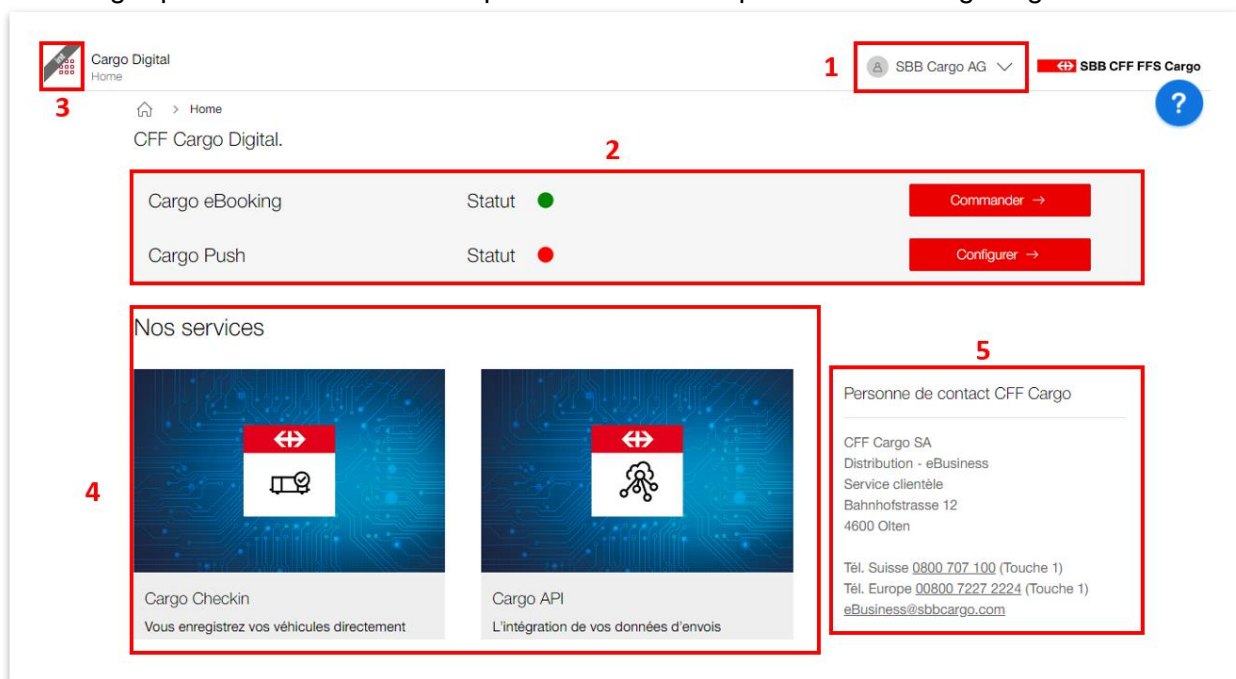 Cargo Digital
Home
3
1
SBB Cargo AG
SBB CFF FFS Cargo
?
> Home
CFF Cargo Digital.
2
Cargo eBooking Statut Commander →
Cargo Push Statut Configurer →
Nos services
4
Cargo Checkin
Vous enregistrez vos véhicules directement
Cargo API
L'intégration de vos données d'envois
5
Personne de contact CFF Cargo
CFF Cargo SA
Distribution - eBusiness
Service clientèle
Bahnhofstrasse 12
4600 Olten
Tél. Suisse 0800 707 100 (Touche 1)
Tél. Europe 00800 7227 2224 (Touche 1)
eBusiness@sbbcargo.com